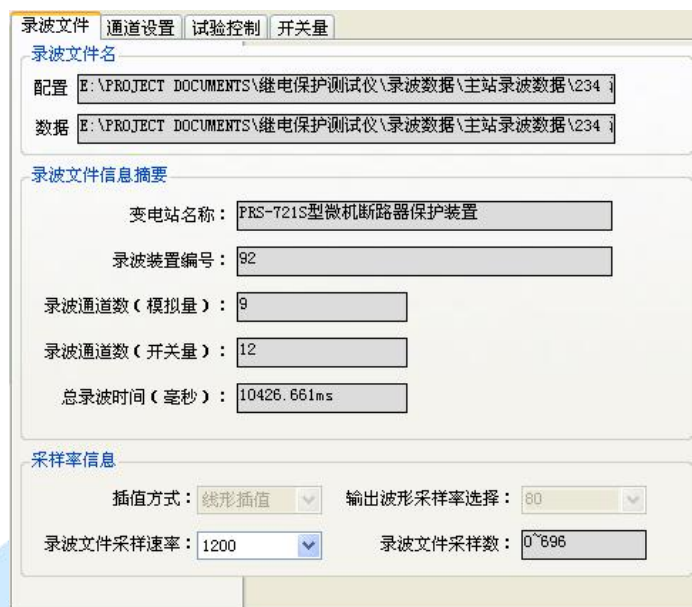 录波文件 通道设置 试验控制 开关量
录波文件名
配置 E:\PROJECT DOCUMENTS\继电保护测试仪\录波数据\主站录波数据\234
数据 E:\PROJECT DOCUMENTS\继电保护测试仪\录波数据\主站录波数据\234
录波文件信息摘要
变电站名称： PRS-721S型微机断路器保护装置
录波装置编号： 92
录波通道数（模拟量）： 9
录波通道数（开关量）： 12
总录波时间（毫秒）： 10426.661ms
采样率信息
插值方式： 线形插值 输出波形采样率选择： 80
录波文件采样速率： 1200 录波文件采样数： 0~696